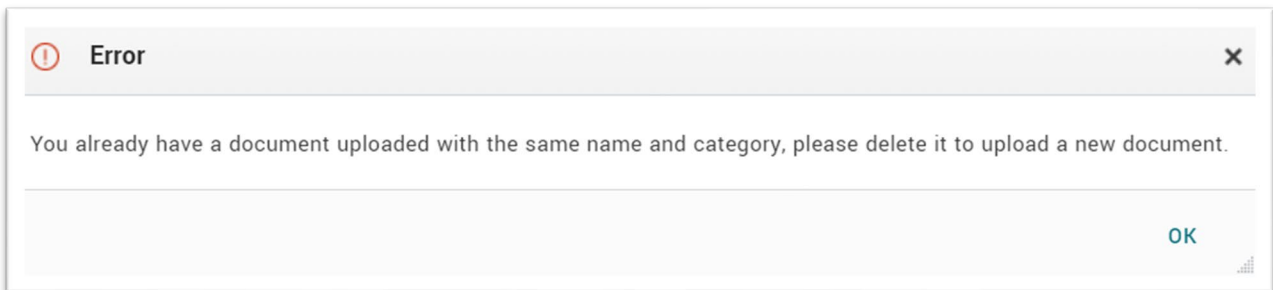 Error
You already have a document uploaded with the same name and category, please delete it to upload a new document.
OK